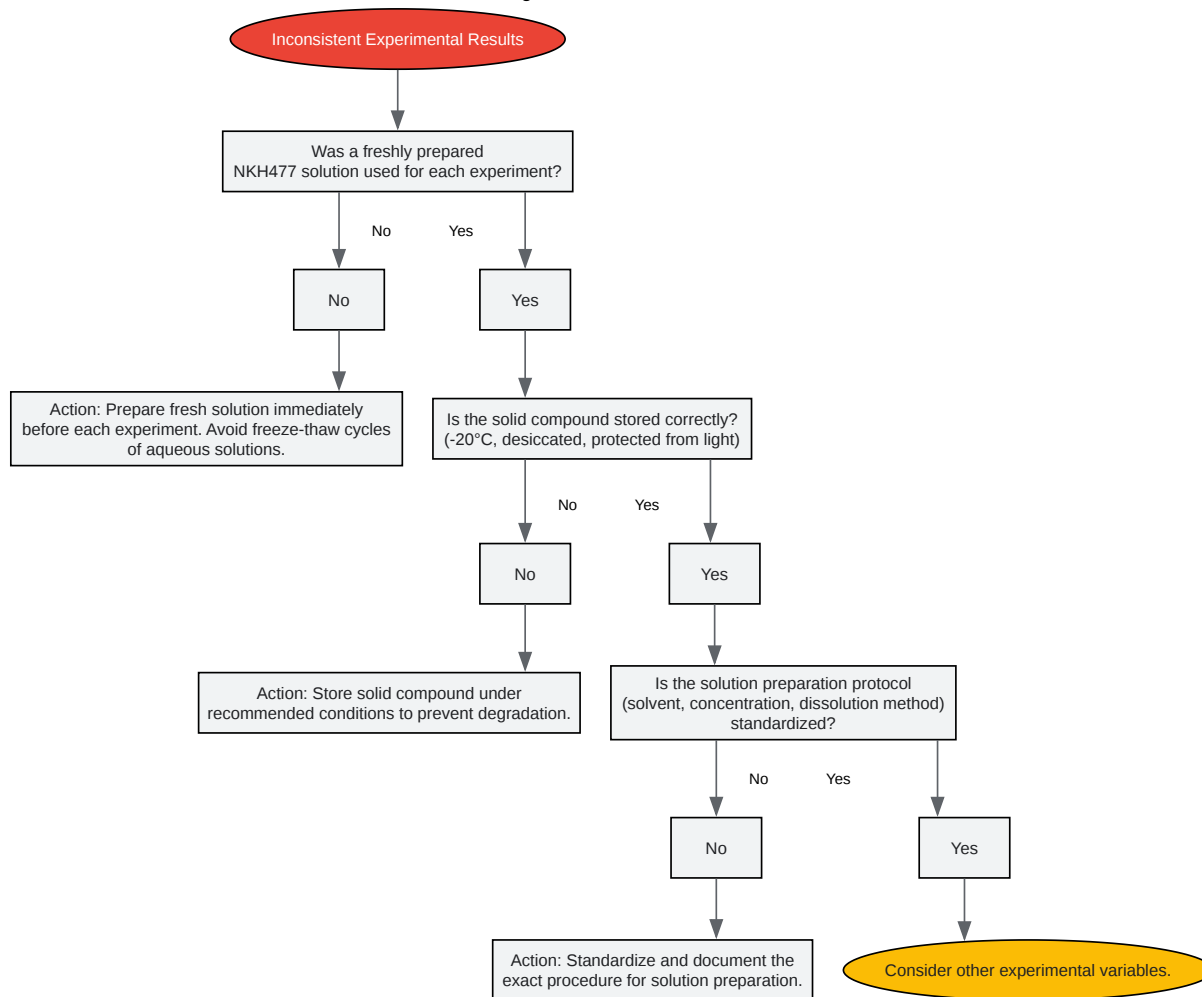 Inconsistent Experimental Results
Was a freshly prepared
NKH477 solution used for each experiment?
No
Yes
No
Yes
Action: Prepare fresh solution immediately
before each experiment. Avoid freeze-thaw cycles
of aqueous solutions.
Is the solid compound stored correctly?
(-20°C, desiccated, protected from light)
No
Yes
No
Yes
Action: Store solid compound under
recommended conditions to prevent degradation.
Is the solution preparation protocol
(solvent, concentration, dissolution method)
standardized?
No
Yes
No
Yes
Action: Standardize and document the
exact procedure for solution preparation.
Consider other experimental variables.